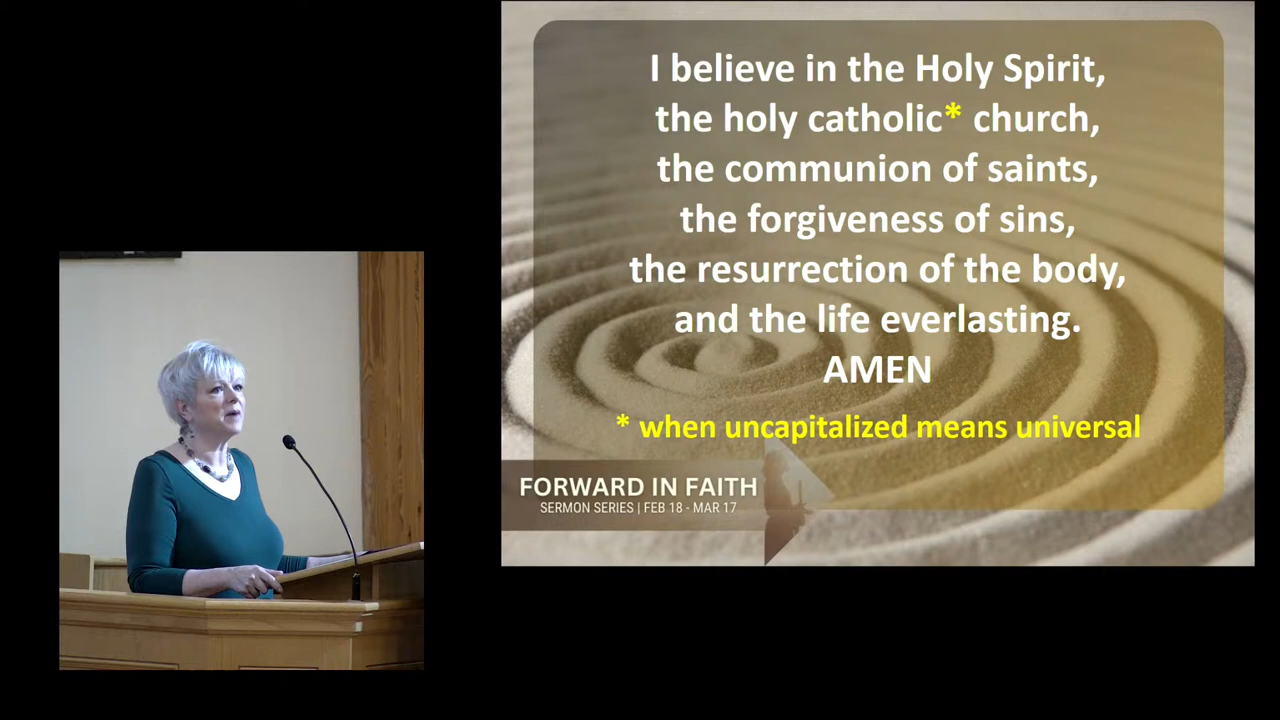 I believe in the Holy Spirit,
the holy catholic* church,
the communion of saints,
the forgiveness of sins,
the resurrection of the body,
and the life everlasting.
AMEN
* when uncapitalized means universal
FORWARD IN FAITH
SERMON SERIES | FEB 18 - MAR 17